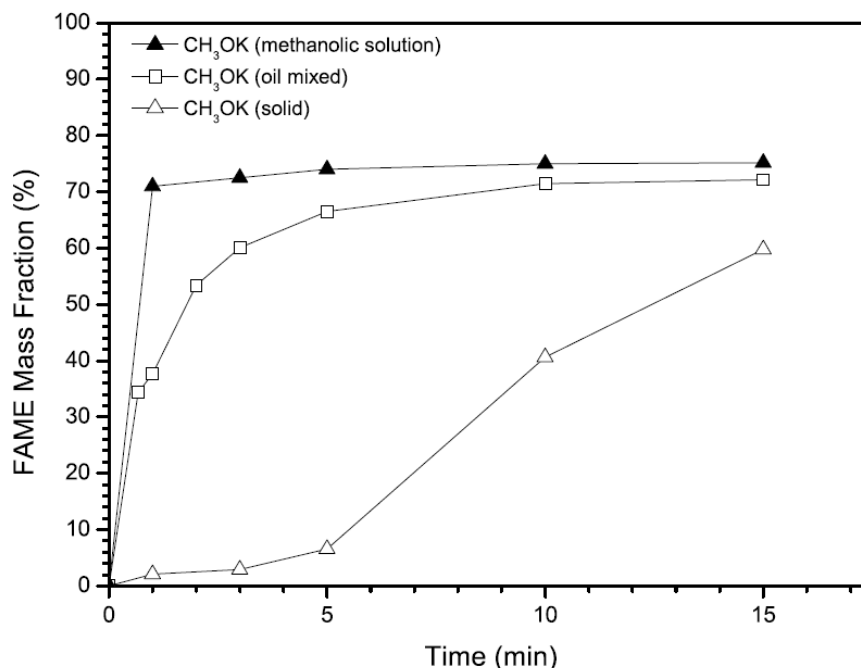 100
90
80
70
60
50
40
30
20
10
0
FAME Mass Fraction (%)
CH₃OK (methanolic solution)
CH₃OK (oil mixed)
CH₃OK (solid)
0 5 10 15
Time (min)